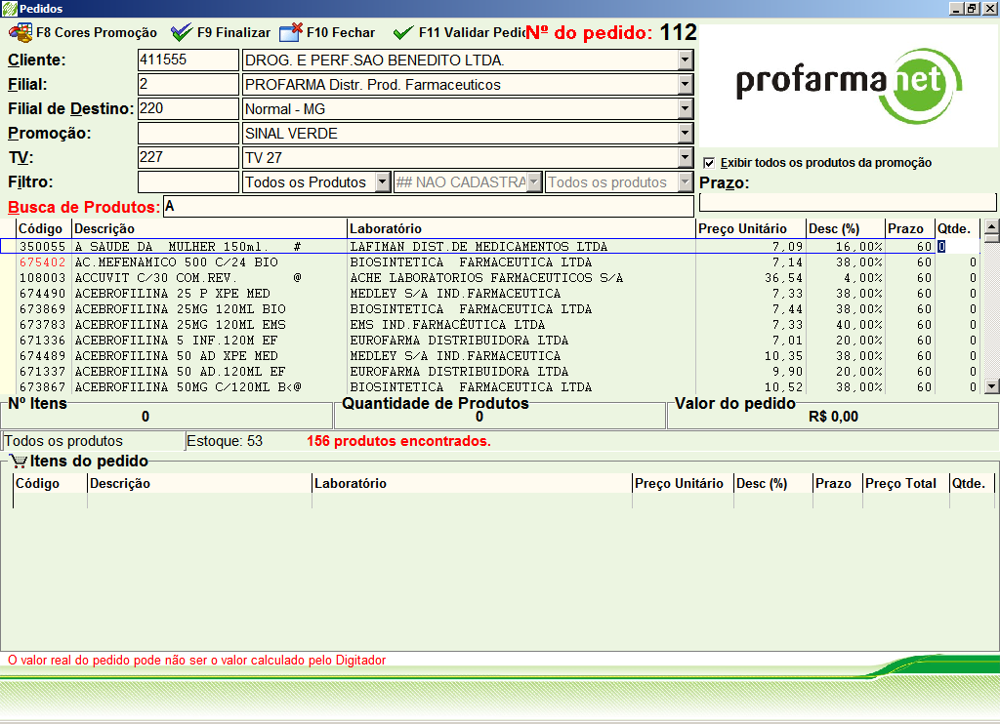 Pedidos
F8 Cores Promoção F9 Finalizar F10 Fechar F11 Validar Pedid Nº do pedido: 112
Cliente: 411555 DROG. E PERF.SAO BENEDITO LTDA.
profarma net
Filial: 2 PROFARMA Distr. Prod. Farmaceuticos
Filial de Destino: 220 Normal - MG
Promoção: SINAL VERDE
TV: 227 TV 27
Exibir todos os produtos da promoção
Filtro: Todos os Produtos ## NAO CADASTRA Todos os produtos
Prazo:
Busca de Produtos: A
Código Descrição Laboratório Preço Unitário Desc (%) Prazo Qtde.
350055 A SAUDE DA MULHER 150ml. # LAFIMAN DIST.DE MEDICAMENTOS LTDA 7,09 16,00% 60 0
675402 AC.MEFENAMICO 500 C/24 BIO BIOSINTETICA FARMACEUTICA LTDA 7,14 38,00% 60 0
108003 ACCUVIT C/30 COM.REV. @ ACHE LABORATORIOS FARMACEUTICOS S/A 36,54 4,00% 60 0
674490 ACEBROFILINA 25 P XPE MED MEDLEY S/A IND.FARMACEUTICA 7,33 38,00% 60 0
673869 ACEBROFILINA 25MG 120ML BIO BIOSINTETICA FARMACEUTICA LTDA 7,44 38,00% 60 0
673783 ACEBROFILINA 25MG 120ML EMS EMS IND.FARMACÊUTICA LTDA 7,33 40,00% 60 0
671336 ACEBROFILINA 5 INF.120M EF EUROFARMA DISTRIBUIDORA LTDA 7,01 20,00% 60 0
674489 ACEBROFILINA 50 AD XPE MED MEDLEY S/A IND.FARMACEUTICA 10,35 38,00% 60 0
671337 ACEBROFILINA 50 AD.120ML EF EUROFARMA DISTRIBUIDORA LTDA 9,90 20,00% 60 0
673867 ACEBROFILINA 50MG C/120ML B<@ BIOSINTETICA FARMACEUTICA LTDA 10,52 38,00% 60 0
Nº Itens Quantidade de Produtos Valor do pedido
0 0 R$ 0,00
Todos os produtos Estoque: 53 156 produtos encontrados.
Itens do pedido
Código Descrição Laboratório Preço Unitário Desc (%) Prazo Preço Total Qtde.
O valor real do pedido pode não ser o valor calculado pelo Digitador